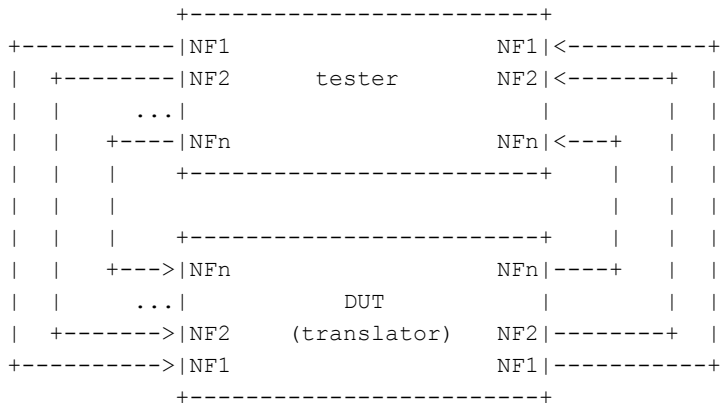 NF1 NF1
NF2 tester NF2
...
NFn NFn
NFn NFn
... DUT
NF2 (translator) NF2
NF1 NF1